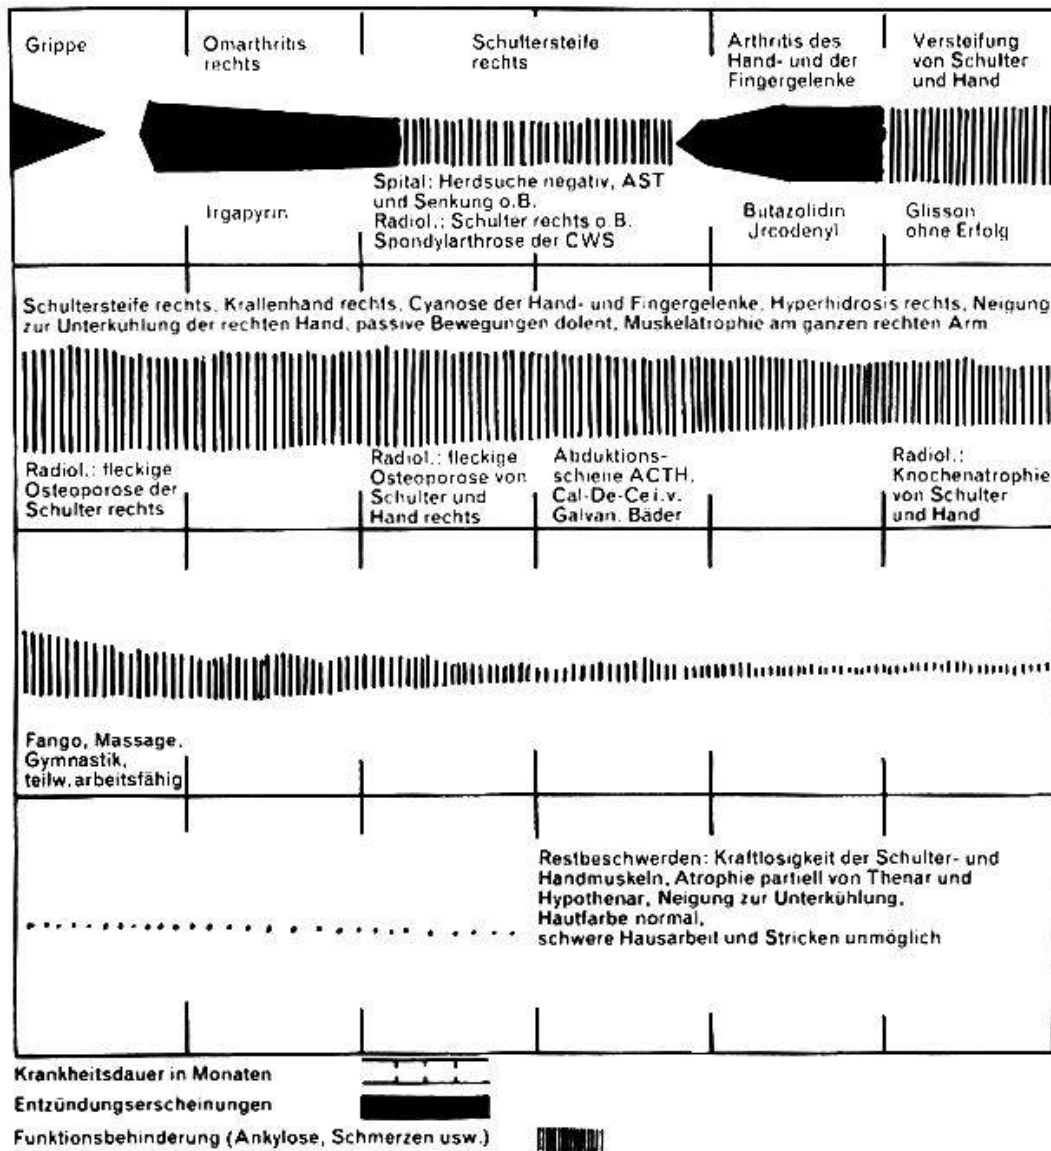 Grippe
Omarthritis
rechts
Schultersteife
rechts
Arthritis des
Hand- und der
Fingergelenke
Versteifung
von Schulter
und Hand
Irgapyrin
Spital: Herdsuche negativ, AST
und Senkung o.B.
Radiol.: Schulter rechts o.B.
Spondylarthrose der CWS
Butazolidin
Jrcodenyl
Glisson
ohne Erfolg
Schultersteife rechts, Krallenhand rechts, Cyanose der Hand- und Fingergelenke, Hyperhidrosis rechts, Neigung
zur Unterkühlung der rechten Hand, passive Bewegungen dolent, Muskelatrophie am ganzen rechten Arm
Radiol.: fleckige
Osteoporose der
Schulter rechts
Radiol.: fleckige
Osteoporose von
Schulter und
Hand rechts
Abduktions-
schiene ACTH,
Cal-De-Ce i.v.
Galvan. Bäder
Radiol.:
Knochenatrophie
von Schulter
und Hand
Fango, Massage,
Gymnastik,
teilw. arbeitsfähig
Restbeschwerden: Kraftlosigkeit der Schulter- und
Handmuskeln, Atrophie partiell von Thenar und
Hypothenar, Neigung zur Unterkühlung,
Hautfarbe normal,
schwere Hausarbeit und Stricken unmöglich
Krankheitsdauer in Monaten
Entzündungserscheinungen
Funktionsbehinderung (Ankylose, Schmerzen usw.)